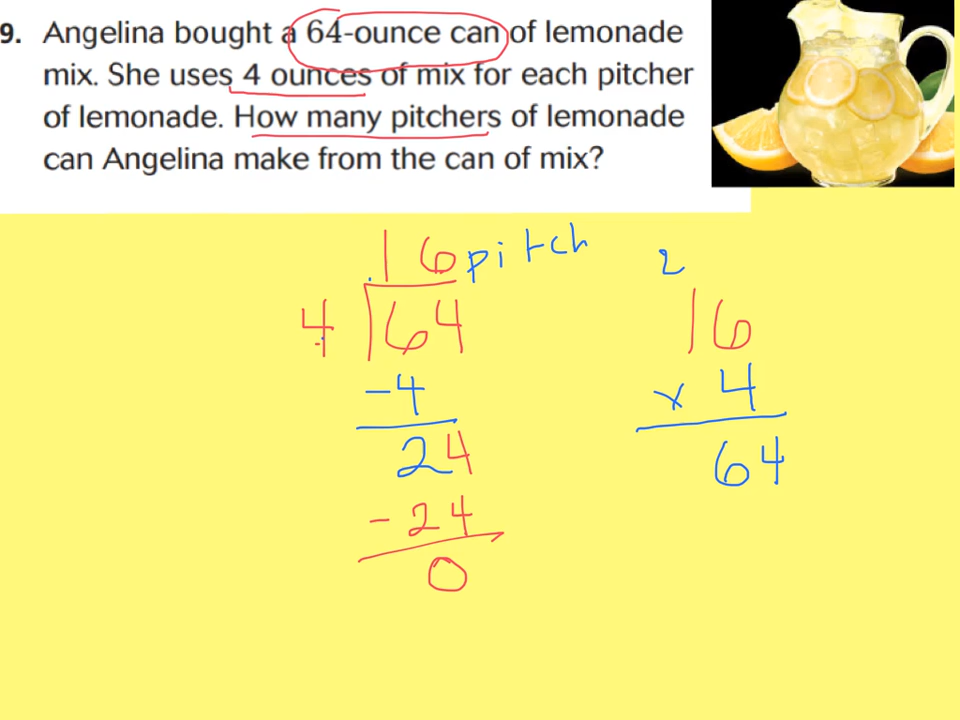 9. Angelina bought a 64-ounce can of lemonade
mix. She uses 4 ounces of mix for each pitcher
of lemonade. How many pitchers of lemonade
can Angelina make from the can of mix?
16 pitch
4 64
-4
24
-24
0
2
16
x 4
64